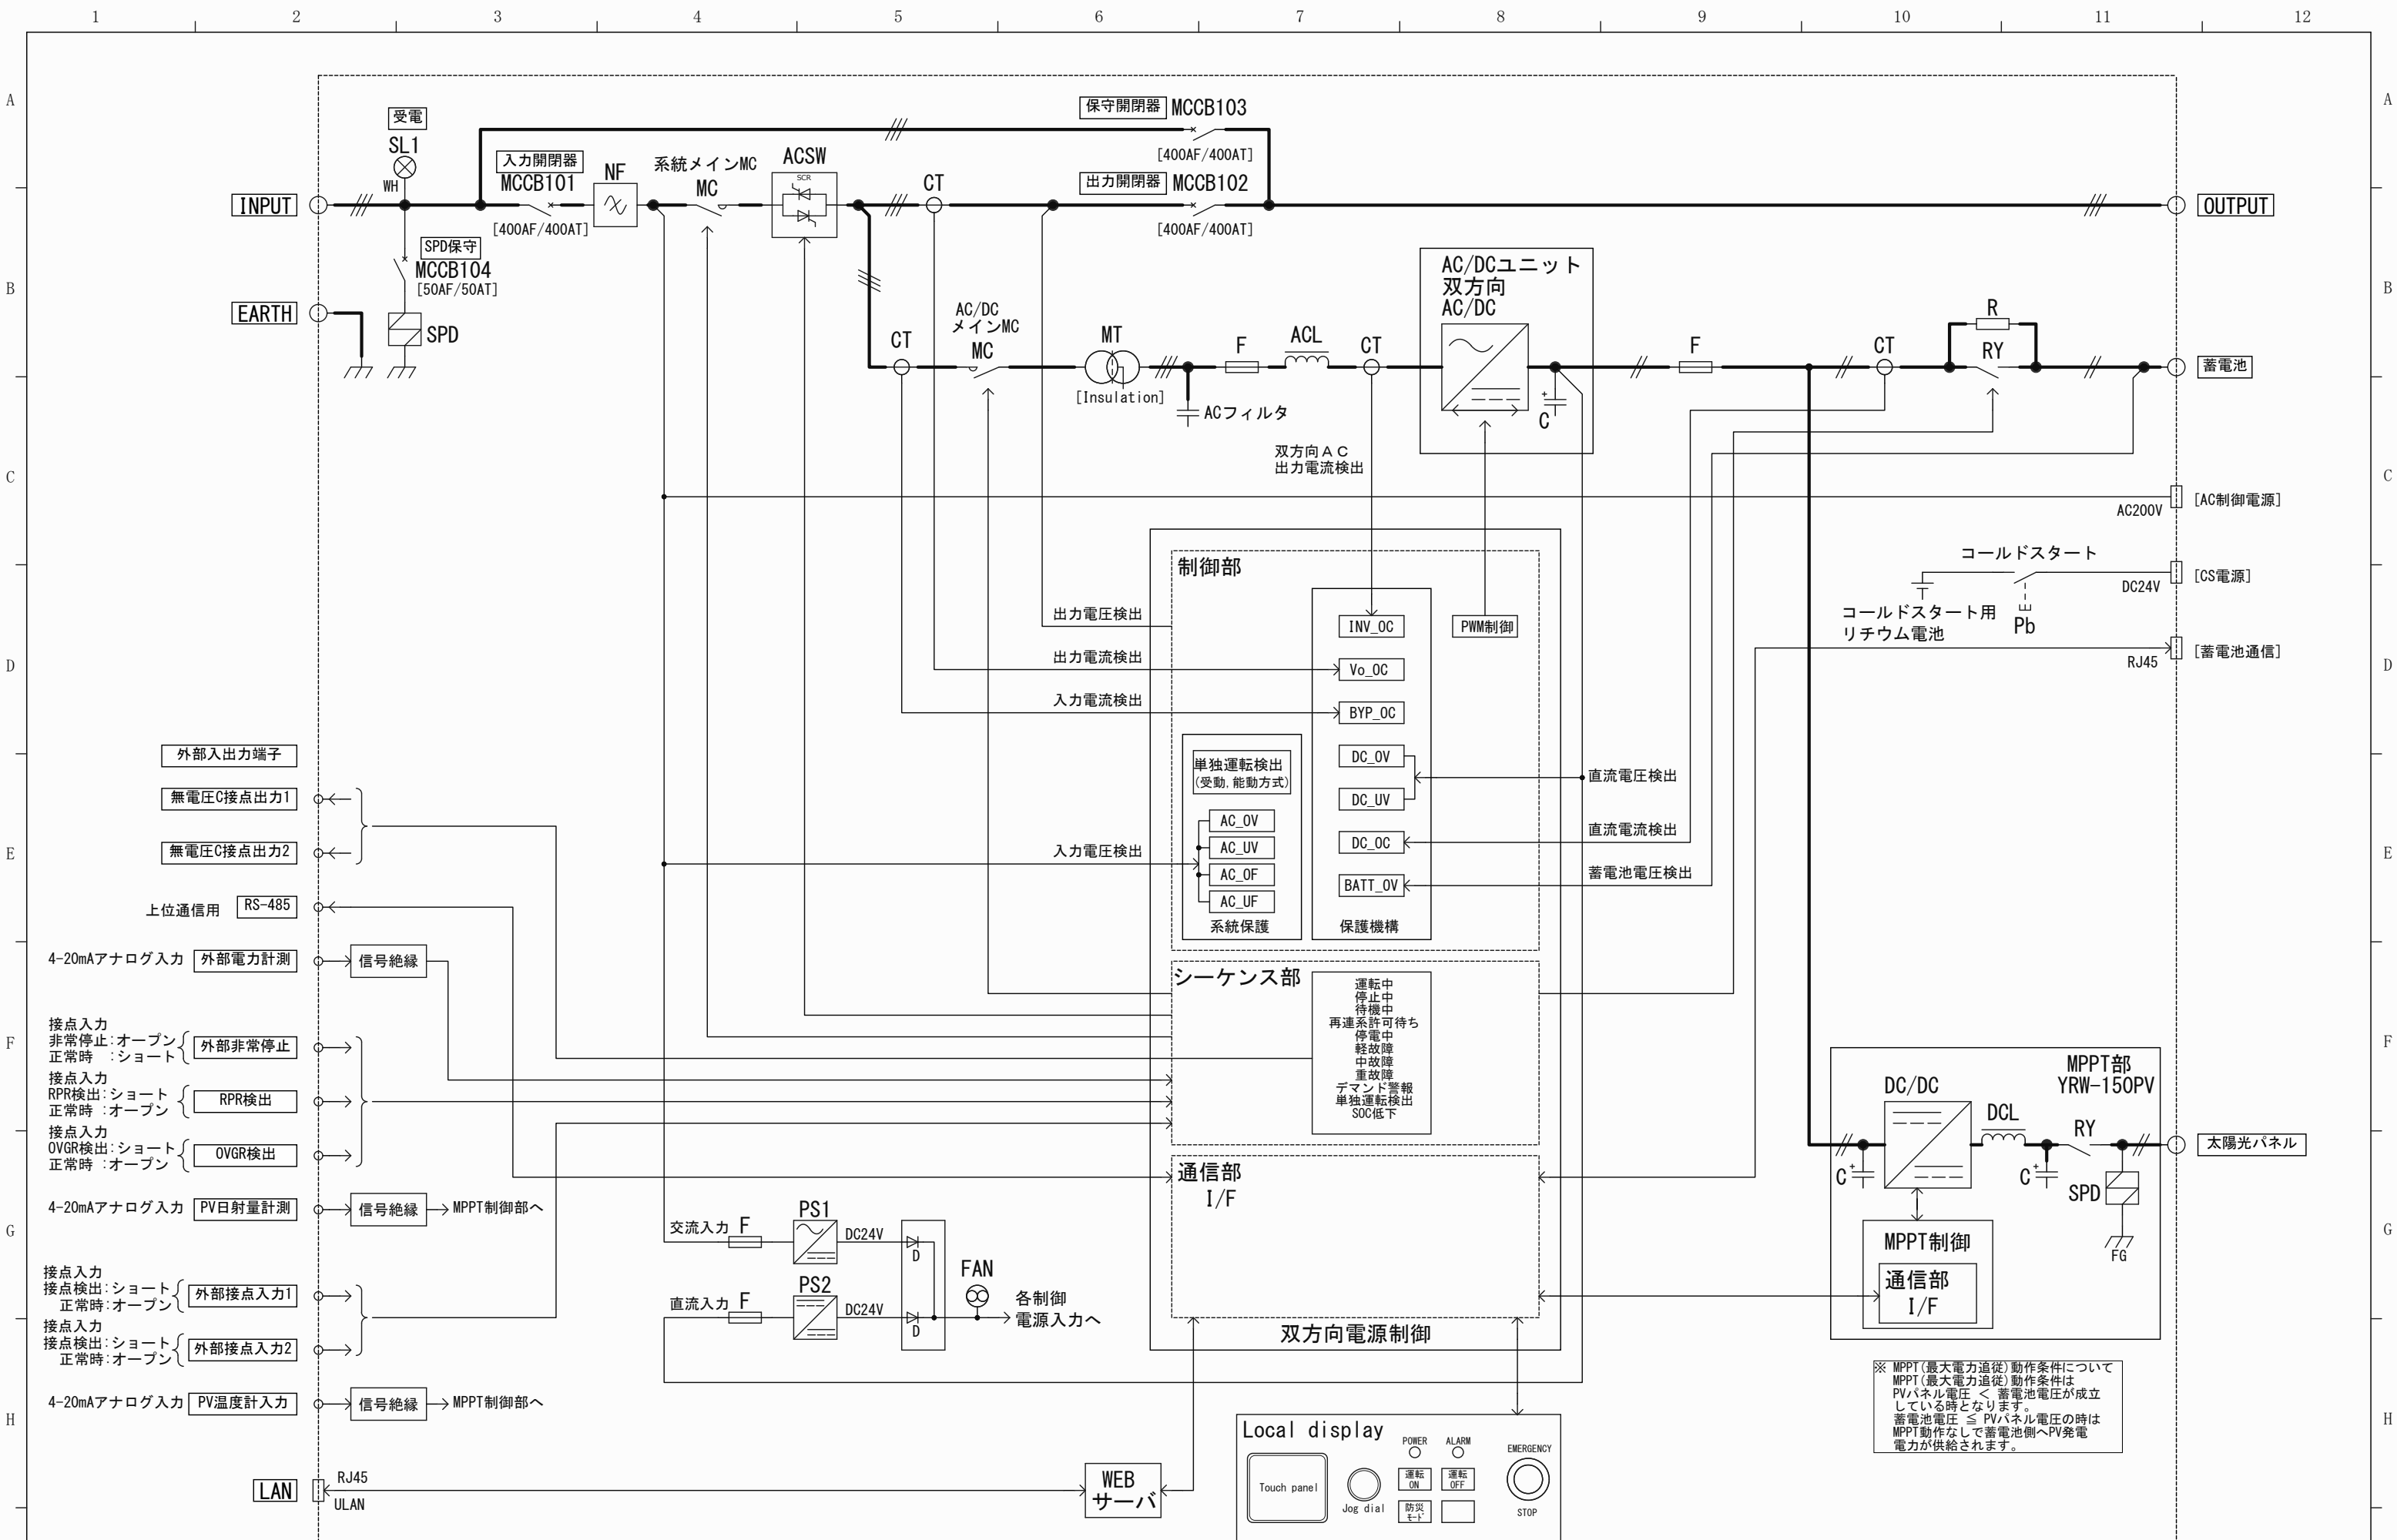 1 2 3 4 5 6 7 8 9 10 11 12
A A
受電
SL1
WH
保守開閉器 MCCB103
[400AF/400AT]
入力開閉器
MCCB101
[400AF/400AT]
NF
系統メインMC
MC
ACSW
SCR
CT
出力開閉器 MCCB102
[400AF/400AT]
INPUT
OUTPUT
SPD保守
MCCB104
[50AF/50AT]
B B
EARTH
SPD
CT
AC/DC
メインMC
MC
MT
[Insulation]
ACフィルタ
F
ACL
CT
AC/DCユニット
双方向
AC/DC
C
F
CT
R
RY
蓄電池
双方向AC
出力電流検出
C C
AC200V
[AC制御電源]
コールドスタート
DC24V
[CS電源]
コールドスタート用
リチウム電池
Pb
RJ45
[蓄電池通信]
制御部
出力電圧検出
INV_OC
PWM制御
D D
出力電流検出
Vo_OC
入力電流検出
BYP_OC
単独運転検出
(受動,能動方式)
DC_OV
DC_UV
直流電圧検出
AC_OV
AC_UV
AC_OF
AC_UF
系統保護
DC_OC
直流電流検出
BATT_OV
蓄電池電圧検出
保護機構
入力電圧検出
外部入出力端子
無電圧C接点出力1
E E
無電圧C接点出力2
上位通信用 RS-485
4-20mAアナログ入力 外部電力計測 信号絶縁
シーケンス部
運転中
停止中
待機中
再連系許可待ち
停電中
軽故障
中故障
重故障
デマンド警報
単独運転検出
SOC低下
F F
接点入力
非常停止:オープン
正常時 :ショート
外部非常停止
接点入力
RPR検出:ショート
正常時 :オープン
RPR検出
接点入力
OVGR検出:ショート
正常時 :オープン
OVGR検出
MPPT部
YRW-150PV
DC/DC
DCL
RY
太陽光パネル
C
C
SPD
FG
MPPT制御
通信部
I/F
通信部
I/F
双方向電源制御
4-20mAアナログ入力 PV日射量計測 信号絶縁 MPPT制御部へ
G G
交流入力 F
PS1
DC24V
D
直流入力 F
PS2
DC24V
D
FAN
各制御
電源入力へ
接点入力
接点検出:ショート
正常時:オープン
外部接点入力1
接点入力
接点検出:ショート
正常時:オープン
外部接点入力2
4-20mAアナログ入力 PV温度計入力 信号絶縁 MPPT制御部へ
H H
※ MPPT(最大電力追従)動作条件について
MPPT(最大電力追従)動作条件は
PVパネル電圧 < 蓄電池電圧が成立
している時となります。
蓄電池電圧 ≦ PVパネル電圧の時は
MPPT動作なしで蓄電池側へPV発電
電力が供給されます。
LAN
RJ45
ULAN
WEB
サーバ
Local display
Touch panel
Jog dial
POWER
ALARM
運転
ON
運転
OFF
防災
モード
EMERGENCY
STOP